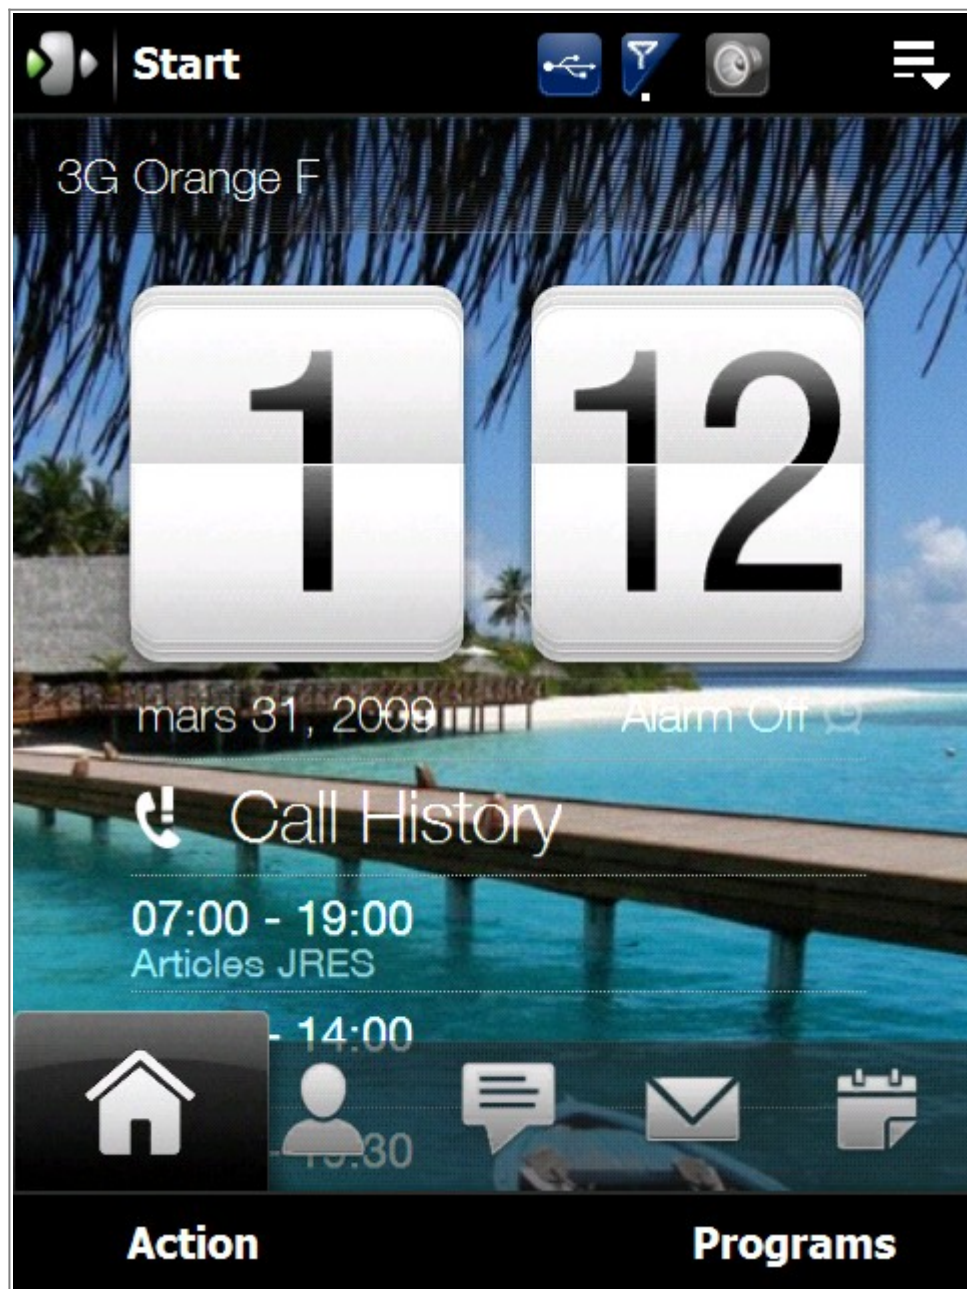 Start
3G Orange F
1 12
mars 31, 2009 Alarm Off
Call History
07:00 - 19:00
Articles JRES
- 14:00
- :30
Action Programs